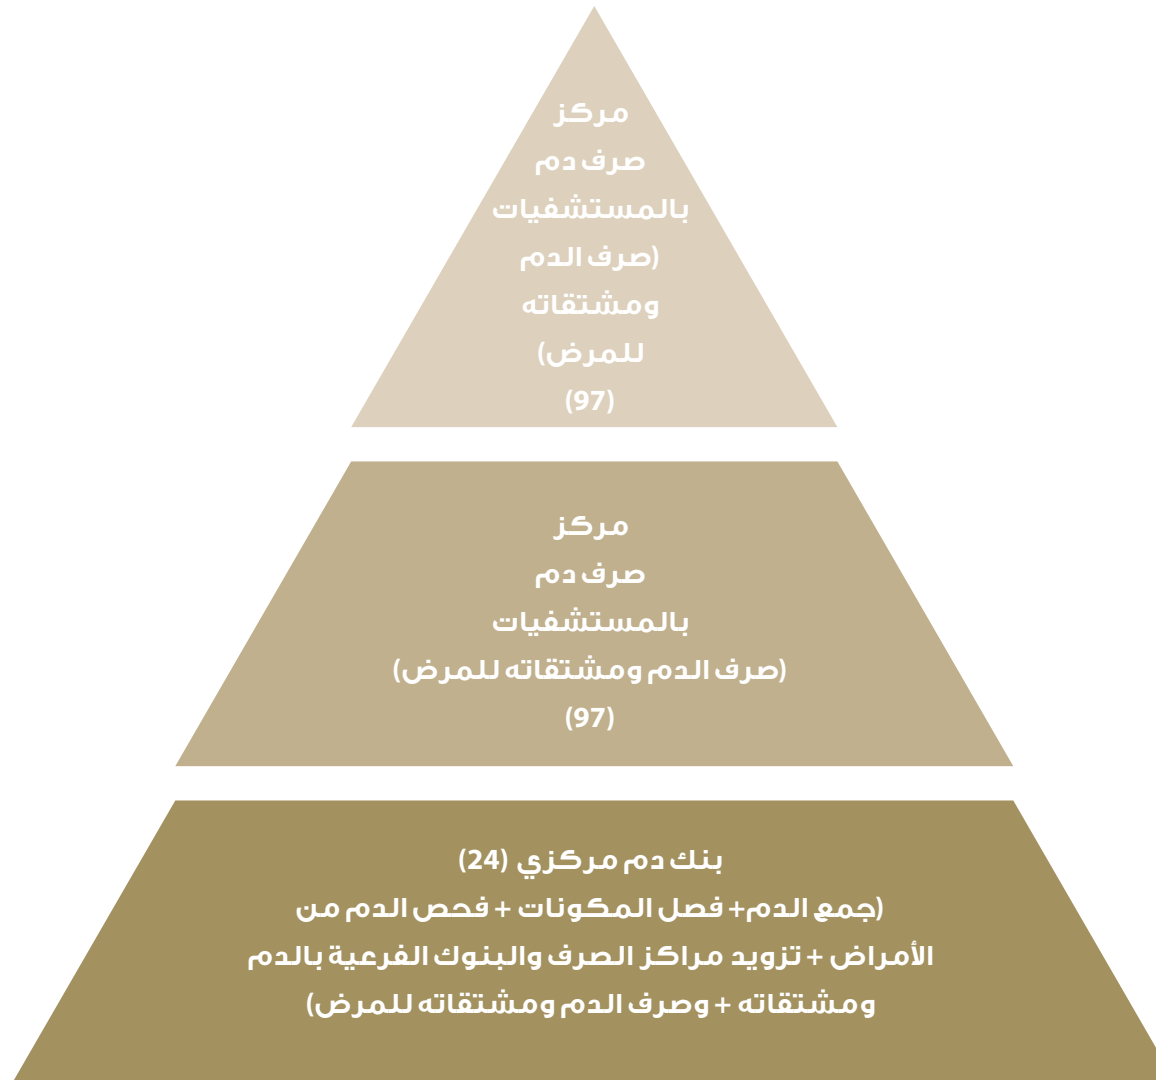 مركز
صرف دم
بالمستشفيات
(صرف الدم
ومشتقاته
للمرض)
(97)
مركز
صرف دم
بالمستشفيات
(صرف الدم ومشتقاته للمرض)
(97)
بنك دم مركزي (24)
(جمع الدم+ فصل المكونات + فحص الدم من
الأمراض + تزويد مراكز الصرف والبنوك الفرعية بالدم
ومشتقاته + وصرف الدم ومشتقاته للمرض)